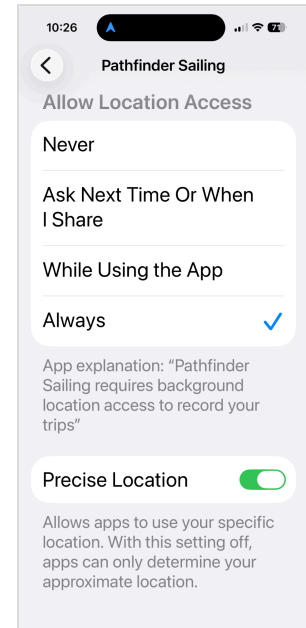 10:26
71
Pathfinder Sailing
Allow Location Access
Never
Ask Next Time Or When
I Share
While Using the App
Always
App explanation: “Pathfinder
Sailing requires background
location access to record your
trips”
Precise Location
Allows apps to use your specific
location. With this setting off,
apps can only determine your
approximate location.